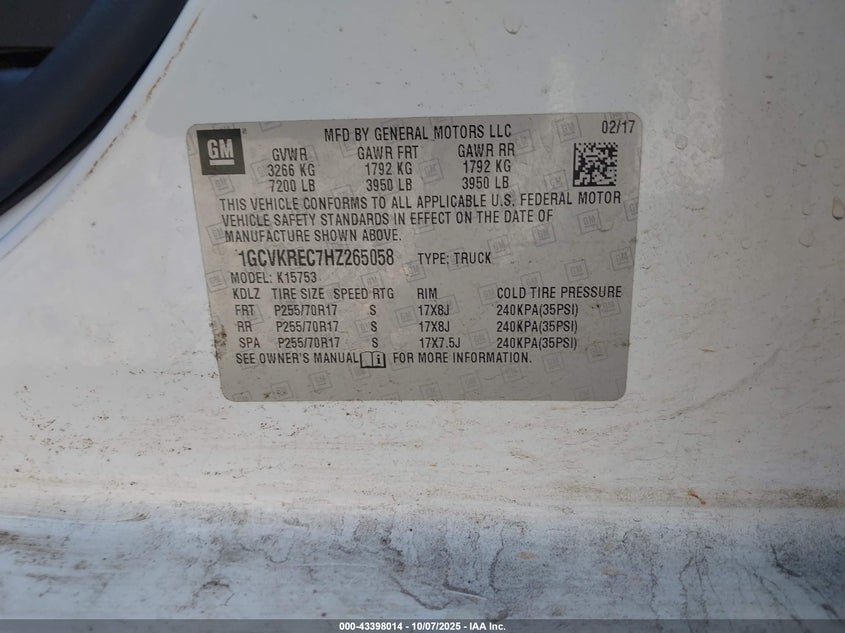 GM
MFD BY GENERAL MOTORS LLC 02/17
GVWR GAWR FRT GAWR RR
3266 KG 1792 KG 1792 KG
7200 LB 3950 LB 3950 LB
THIS VEHICLE CONFORMS TO ALL APPLICABLE U.S. FEDERAL MOTOR
VEHICLE SAFETY STANDARDS IN EFFECT ON THE DATE OF
MANUFACTURE SHOWN ABOVE.
1GCVKREC7HZ265058 TYPE: TRUCK
MODEL: K15753
KDLZ TIRE SIZE SPEED RTG RIM COLD TIRE PRESSURE
FRT P255/70R17 S 17X8J 240KPA(35PSI)
RR P255/70R17 S 17X8J 240KPA(35PSI)
SPA P255/70R17 S 17X7.5J 240KPA(35PSI)
SEE OWNER'S MANUAL FOR MORE INFORMATION.
000-43398014 - 10/07/2025 - IAA Inc.